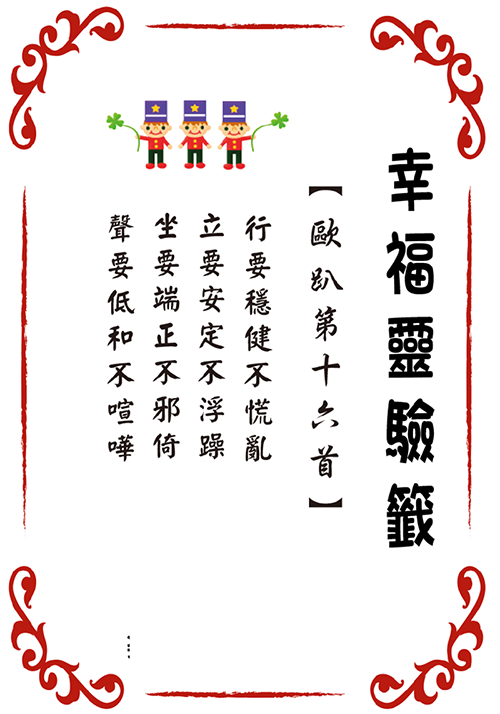 幸福靈驗籤
【歐趴第十六首】
行要穩健不慌亂
立要安定不浮躁
坐要端正不邪倚
聲要低和不喧嘩